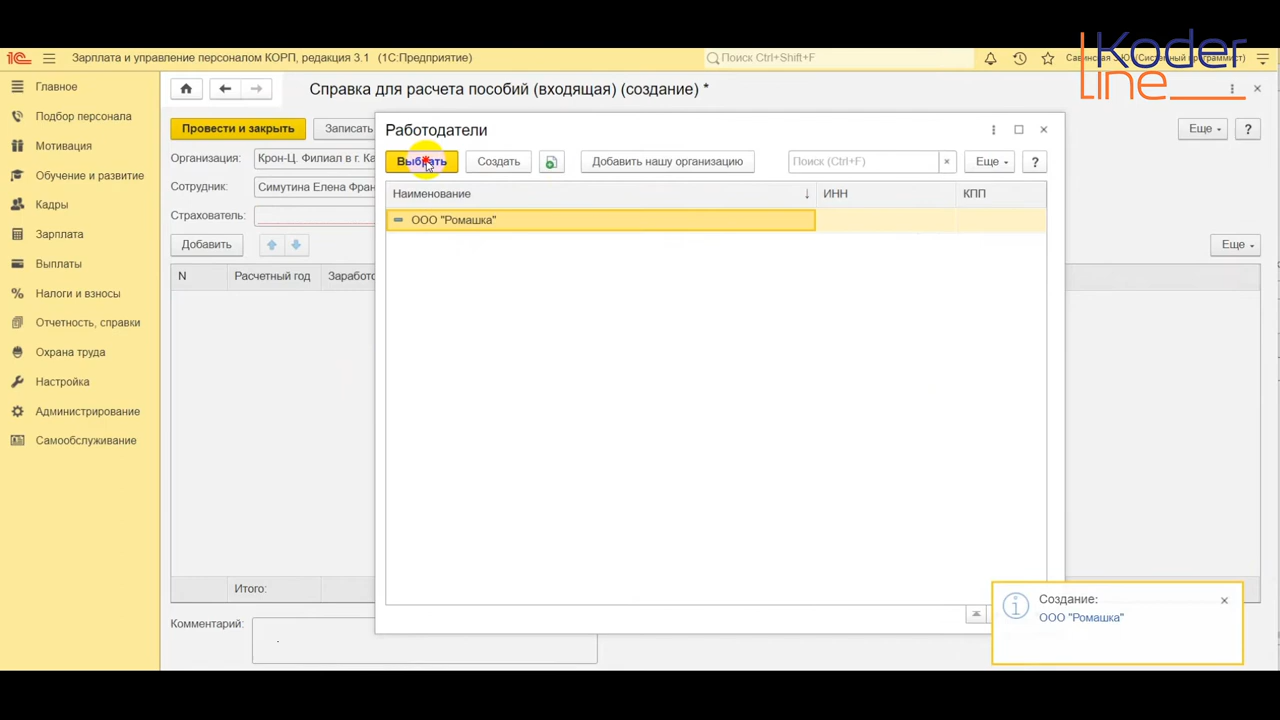 Koder
line
1С Зарплата и управление персоналом КОРП, редакция 3.1 (1С:Предприятие) Поиск Ctrl+Shift+F
Главное
Подбор персонала
Мотивация
Обучение и развитие
Кадры
Зарплата
Выплаты
Налоги и взносы
Отчетность, справки
Охрана труда
Настройка
Администрирование
Самообслуживание
Справка для расчета пособий (входящая) (создание) *
Провести и закрыть Записать Еще ?
Организация: Крон-Ц. Филиал в г. Ка
Сотрудник: Симутина Елена Фран
Страхователь:
Добавить Еще
N Расчетный год Заработо
Итого:
Комментарий: .
Работодатели
Выбрать Создать Добавить нашу организацию Поиск (Ctrl+F) × Еще ?
Наименование ↓ ИНН КПП
ООО "Ромашка"
Создание:
ООО "Ромашка"